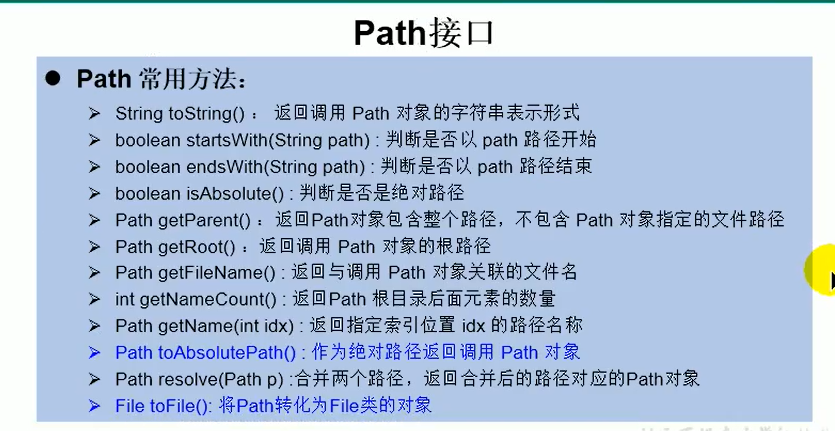 Path接口
● Path 常用方法：
➢ String toString() ： 返回调用 Path 对象的字符串表示形式
➢ boolean startsWith(String path) : 判断是否以 path 路径开始
➢ boolean endsWith(String path) : 判断是否以 path 路径结束
➢ boolean isAbsolute() : 判断是否是绝对路径
➢ Path getParent() ：返回Path对象包含整个路径，不包含 Path 对象指定的文件路径
➢ Path getRoot() ：返回调用 Path 对象的根路径
➢ Path getFileName() : 返回与调用 Path 对象关联的文件名
➢ int getNameCount() : 返回Path 根目录后面元素的数量
➢ Path getName(int idx) : 返回指定索引位置 idx 的路径名称
➢ Path toAbsolutePath() : 作为绝对路径返回调用 Path 对象
➢ Path resolve(Path p) :合并两个路径，返回合并后的路径对应的Path对象
➢ File toFile(): 将Path转化为File类的对象